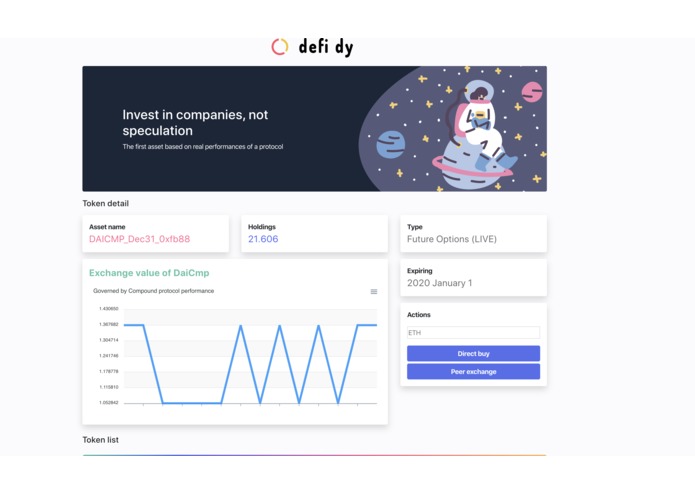 defi dy
Invest in companies, not
speculation
The first asset based on real performances of a protocol
Token detail
Asset name
DAICMP_Dec31_0xfb88
Holdings
21.606
Type
Future Options (LIVE)
Exchange value of DaiCmp
Governed by Compound protocol performance
1.430650
1.367682
1.304714
1.241746
1.178778
1.115810
1.052842
Expiring
2020 January 1
Actions
ETH
Direct buy
Peer exchange
Token list